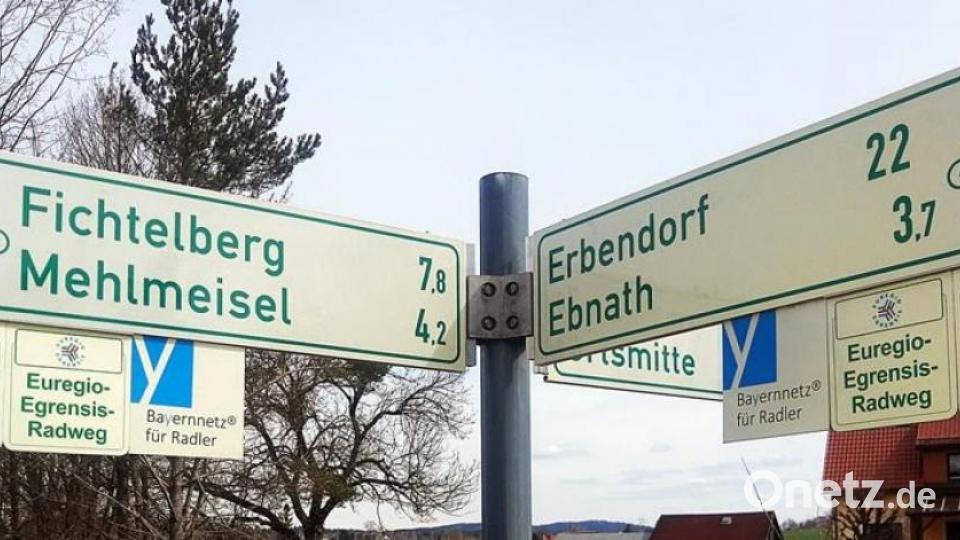 Fichtelberg 7,8
Mehlmeisel 4,2
Euregio-
Egrensis-
Radweg
Bayernnetz®
für Radler
Erbendorf 22
Ebnath 3,7
Bayernnetz®
für Radler
Euregio-
Egrensis-
Radweg
Onetz.de